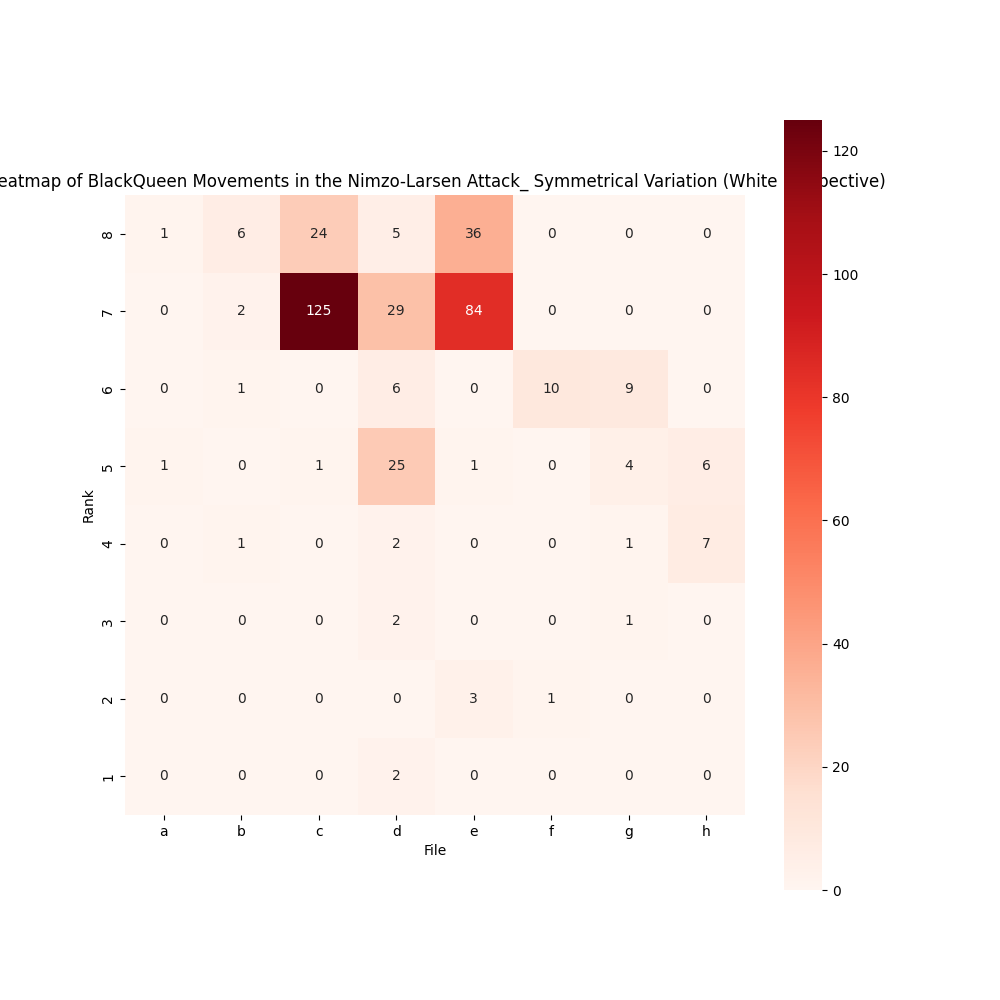 eatmap of BlackQueen Movements in the Nimzo-Larsen Attack_ Symmetrical Variation (White pective)
120
8 1 6 24 5 36 0 0 0
100
7 0 2 125 29 84 0 0 0
80
6 0 1 0 6 0 10 9 0
5 1 0 1 25 1 0 4 6
60
Rank
4 0 1 0 2 0 0 1 7
40
3 0 0 0 2 0 0 1 0
2 0 0 0 0 3 1 0 0
20
1 0 0 0 2 0 0 0 0
a b c d e f g h
File
0